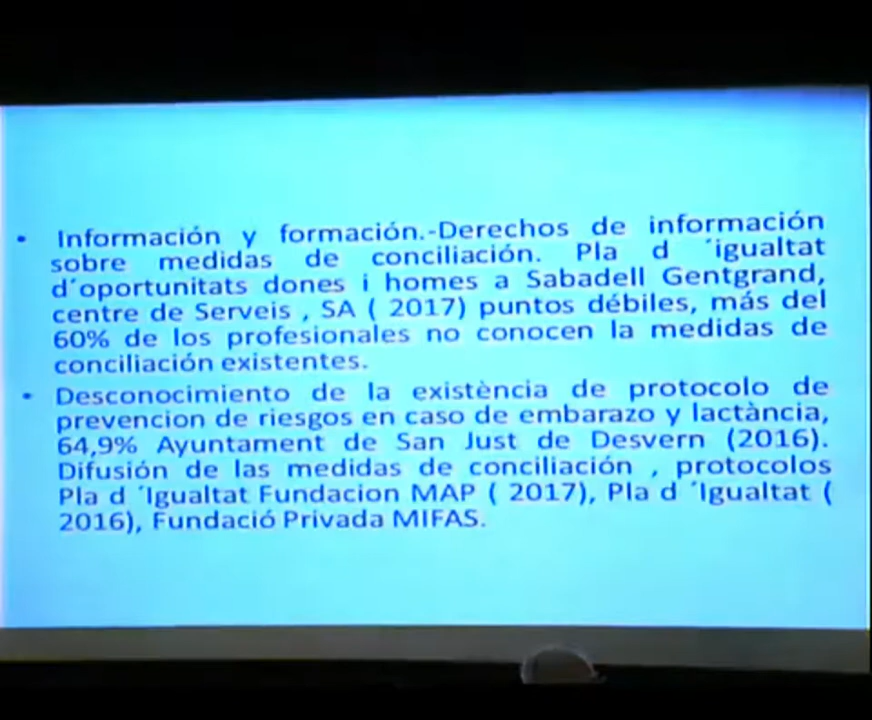 • Información y formación.-Derechos de información
sobre medidas de conciliación. Pla d ´igualtat
d´oportunitats dones i homes a Sabadell Gentgrand,
centre de Serveis , SA ( 2017) puntos débiles, más del
60% de los profesionales no conocen la medidas de
conciliación existentes.
• Desconocimiento de la existència de protocolo de
prevencion de riesgos en caso de embarazo y lactància,
64,9% Ayuntament de San Just de Desvern (2016).
Difusión de las medidas de conciliación , protocolos
Pla d ´Igualtat Fundacion MAP ( 2017), Pla d ´Igualtat (
2016), Fundació Privada MIFAS.